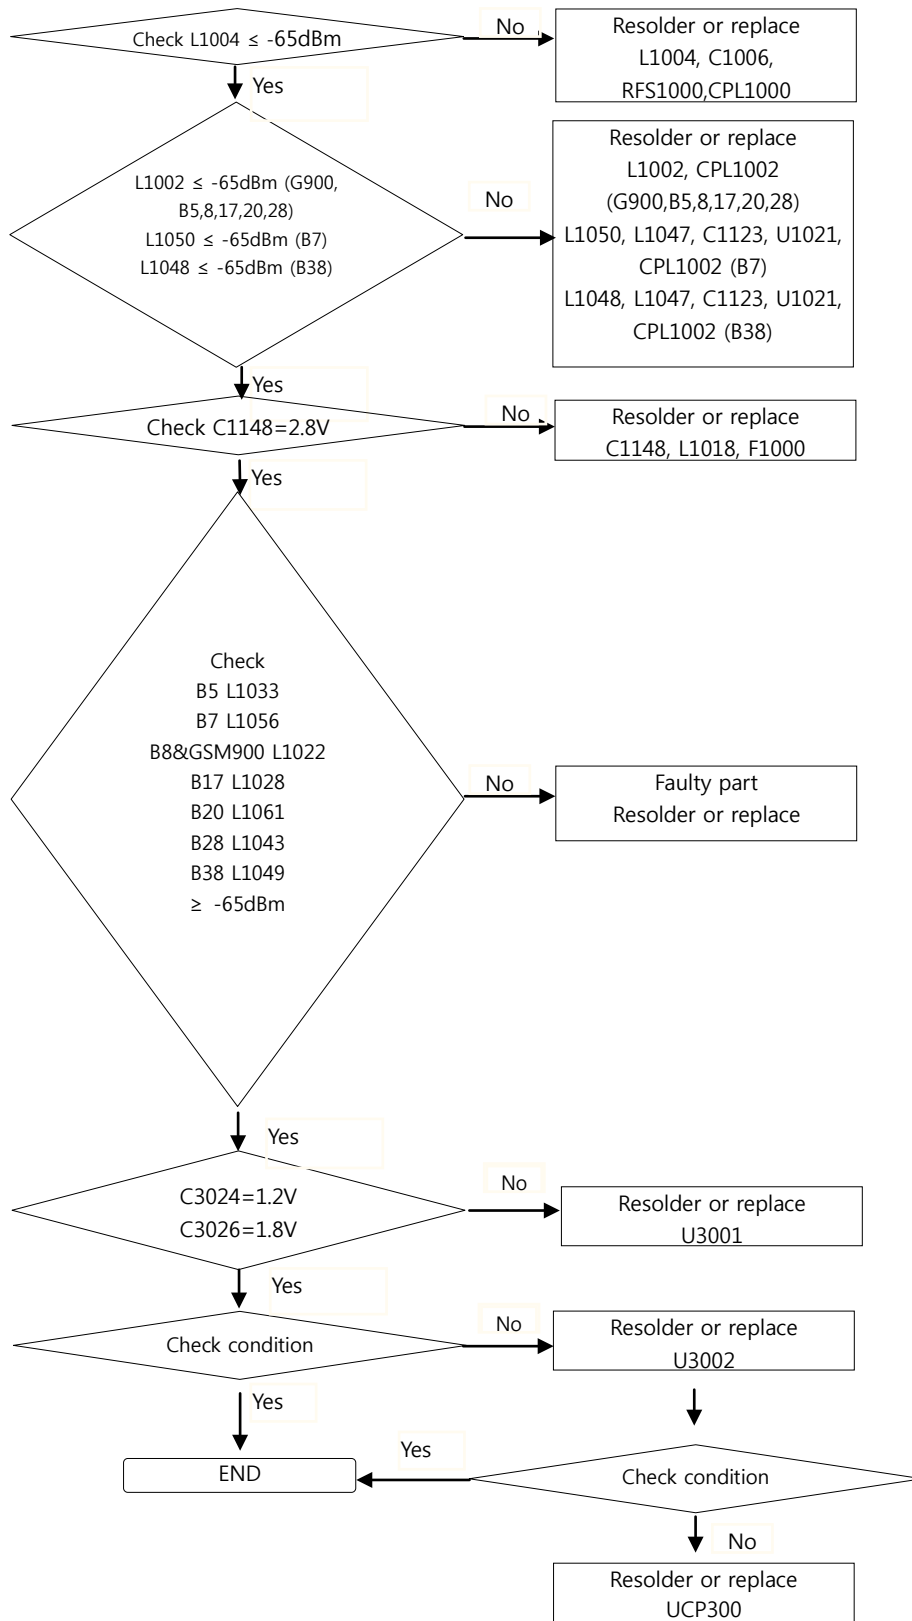 Check L1004 ≤ -65dBm
No
Resolder or replace
L1004, C1006,
RFS1000,CPL1000
Yes
L1002 ≤ -65dBm (G900,
B5,8,17,20,28)
L1050 ≤ -65dBm (B7)
L1048 ≤ -65dBm (B38)
No
Resolder or replace
L1002, CPL1002
(G900,B5,8,17,20,28)
L1050, L1047, C1123, U1021,
CPL1002 (B7)
L1048, L1047, C1123, U1021,
CPL1002 (B38)
Yes
Check C1148=2.8V
No
Resolder or replace
C1148, L1018, F1000
Yes
Check
B5 L1033
B7 L1056
B8&GSM900 L1022
B17 L1028
B20 L1061
B28 L1043
B38 L1049
≥ -65dBm
No
Faulty part
Resolder or replace
Yes
C3024=1.2V
C3026=1.8V
No
Resolder or replace
U3001
Yes
Check condition
No
Resolder or replace
U3002
Yes
END
Yes
Check condition
No
Resolder or replace
UCP300